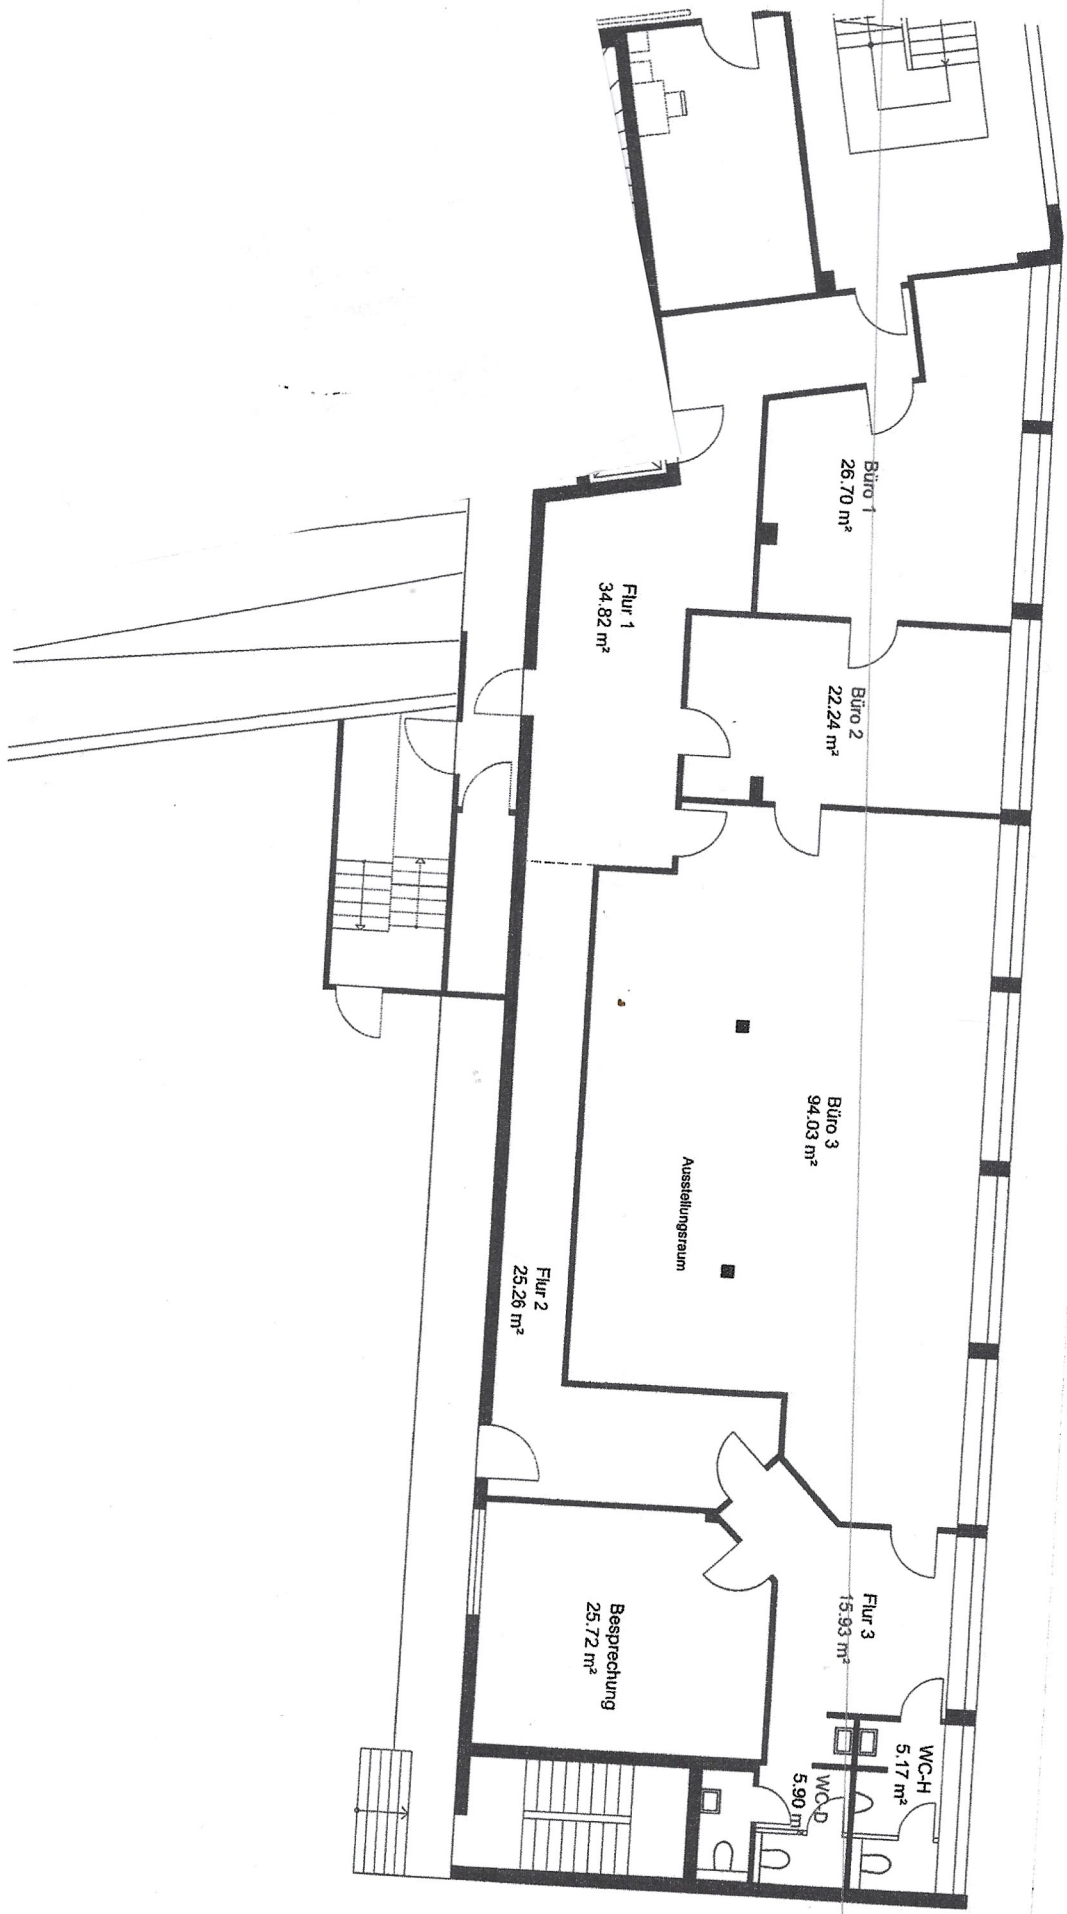 Büro 1
26.70 m²
Flur 1
34.82 m²
Büro 2
22.24 m²
Büro 3
94.03 m²
Ausstellungsraum
Flur 2
25.26 m²
Flur 3
15.93 m²
Besprechung
25.72 m²
WC-H
5.17 m²
WC-D
5.90 m